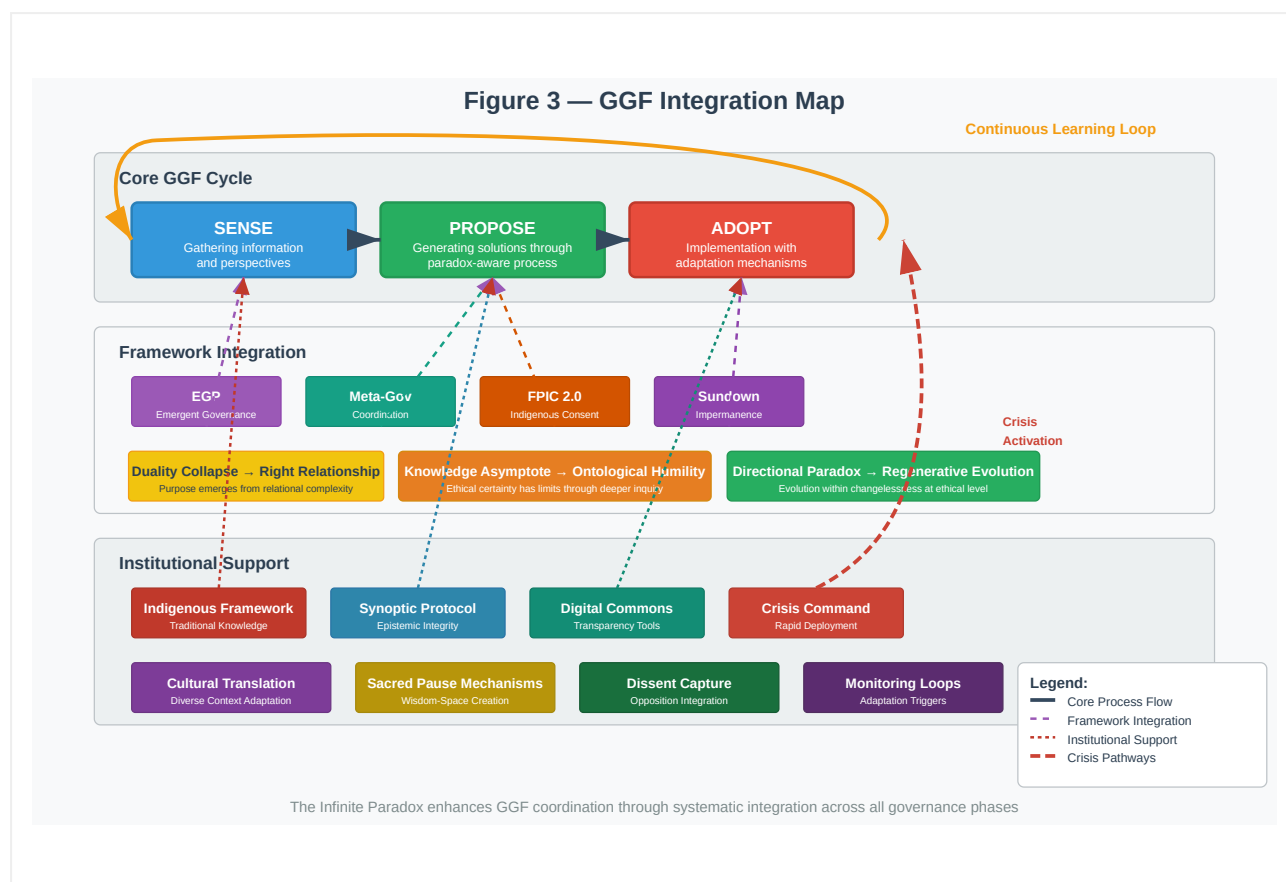 Figure 3 — GGF Integration Map
Continuous Learning Loop
Core GGF Cycle
SENSE
Gathering information
and perspectives
PROPOSE
Generating solutions through
paradox-aware process
ADOPT
Implementation with
adaptation mechanisms
Framework Integration
EGP
Emergent Governance
Meta-Gov
Coordination
FPIC 2.0
Indigenous Consent
Sundown
Impermanence
Crisis
Activation
Duality Collapse → Right Relationship
Purpose emerges from relational complexity
Knowledge Asymptote → Ontological Humility
Ethical certainty has limits through deeper inquiry
Directional Paradox → Regenerative Evolution
Evolution within changelessness at ethical level
Institutional Support
Indigenous Framework
Traditional Knowledge
Synoptic Protocol
Epistemic Integrity
Digital Commons
Transparency Tools
Crisis Command
Rapid Deployment
Cultural Translation
Diverse Context Adaptation
Sacred Pause Mechanisms
Wisdom-Space Creation
Dissent Capture
Opposition Integration
Monitoring Loops
Adaptation Triggers
Legend:
Core Process Flow
Framework Integration
Institutional Support
Crisis Pathways
The Infinite Paradox enhances GGF coordination through systematic integration across all governance phases